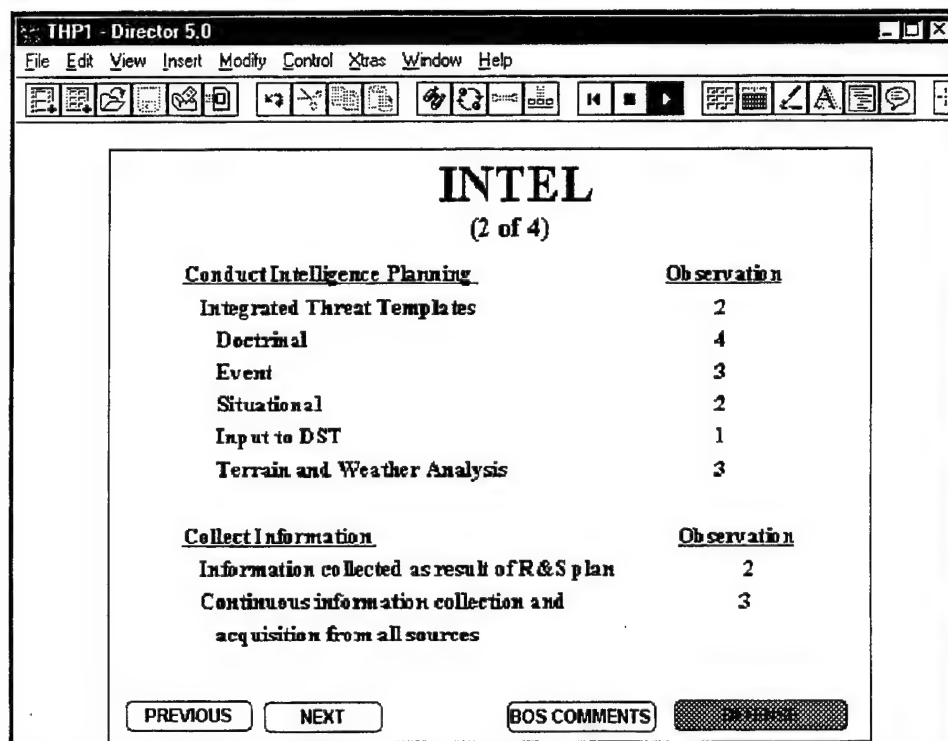 THP1 - Director 5.0
File Edit View Insert Modify Control Xtras Window Help
INTEL
(2 of 4)
Conduct Intelligence Planning Observation
Integrated Threat Templates 2
Doctrinal 4
Event 3
Situational 2
Input to DST 1
Terrain and Weather Analysis 3
Collect Information Observation
Information collected as result of R&S plan 2
Continuous information collection and 3
acquisition from all sources
PREVIOUS NEXT BOS COMMENTS DEFENSE